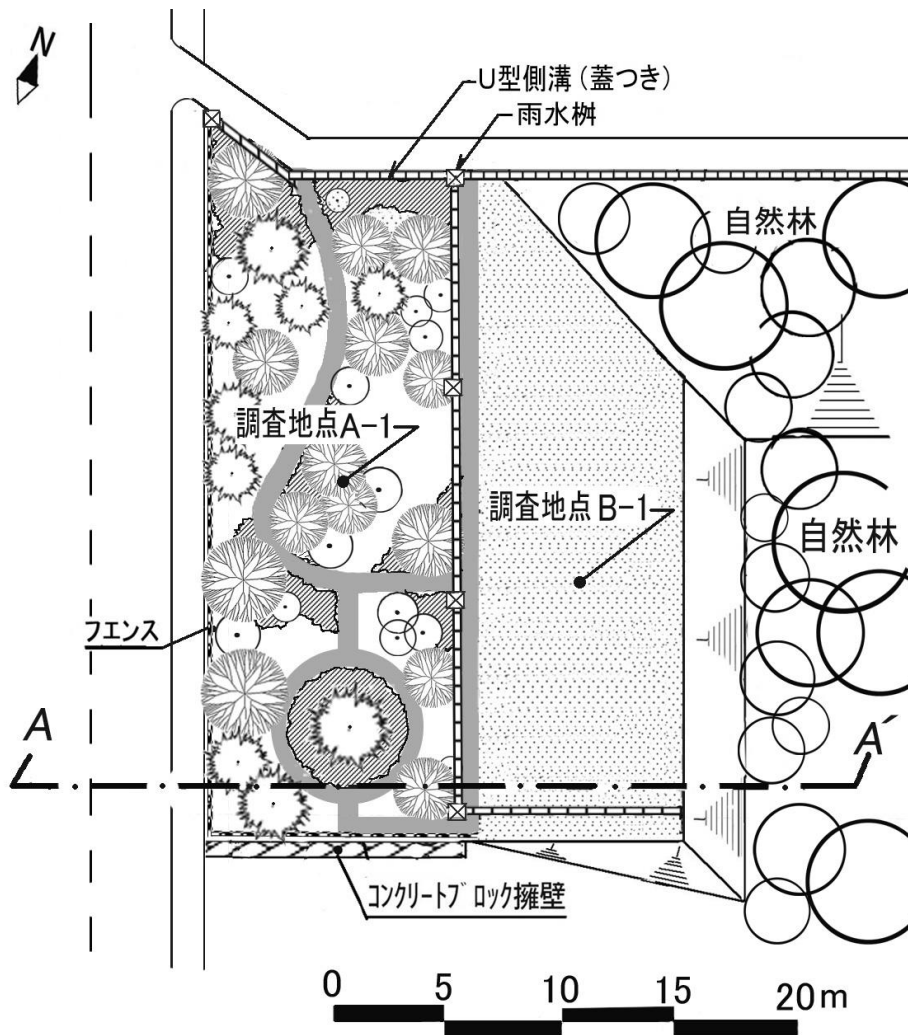 N
U型側溝（蓋つき）
雨水桝
自然林
調査地点A-1
調査地点B-1
自然林
フエンス
A
A´
コンクリートブロック擁壁
0 5 10 15 20m